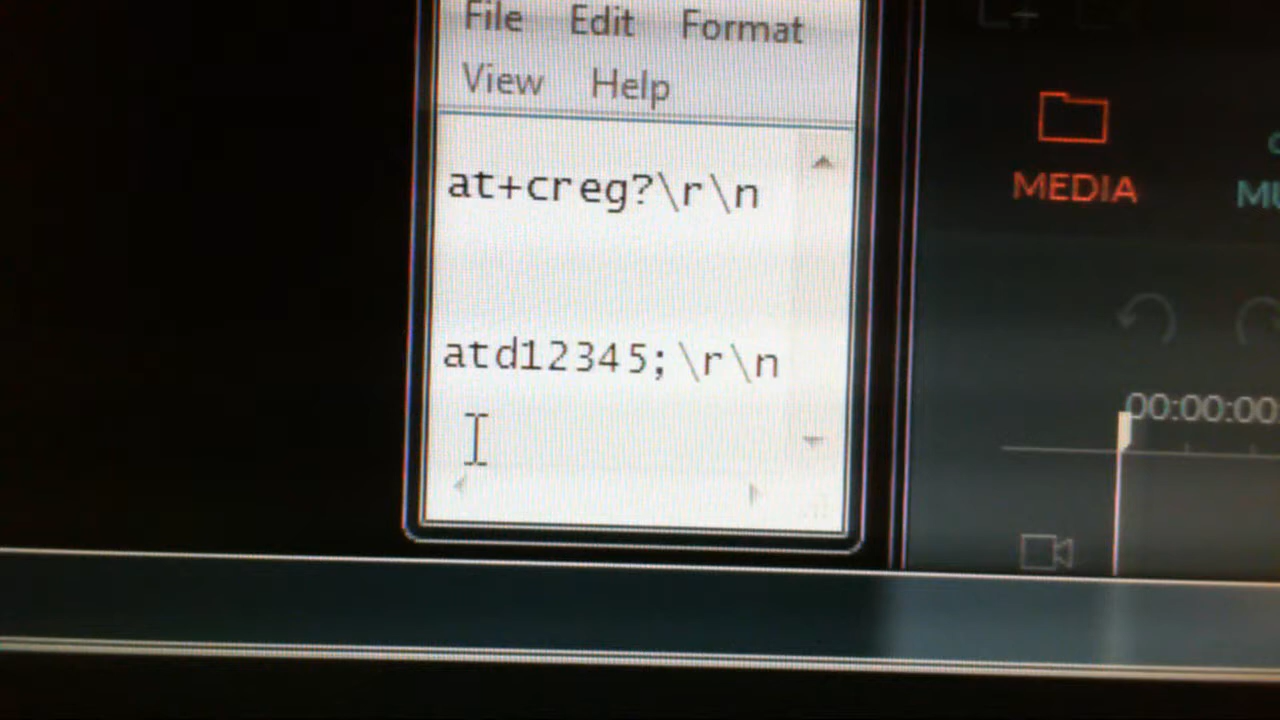 File Edit Format
View Help
at+creg?\r\n
atd12345;\r\n
MEDIA
00:00:00